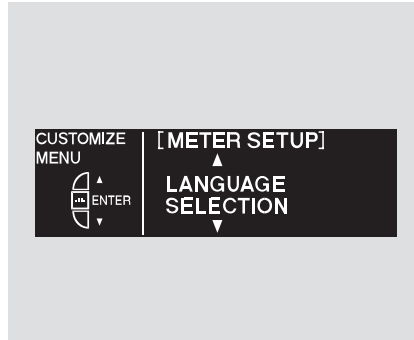 CUSTOMIZE
MENU
ENTER
[METER SETUP]
▲
LANGUAGE
SELECTION
▼